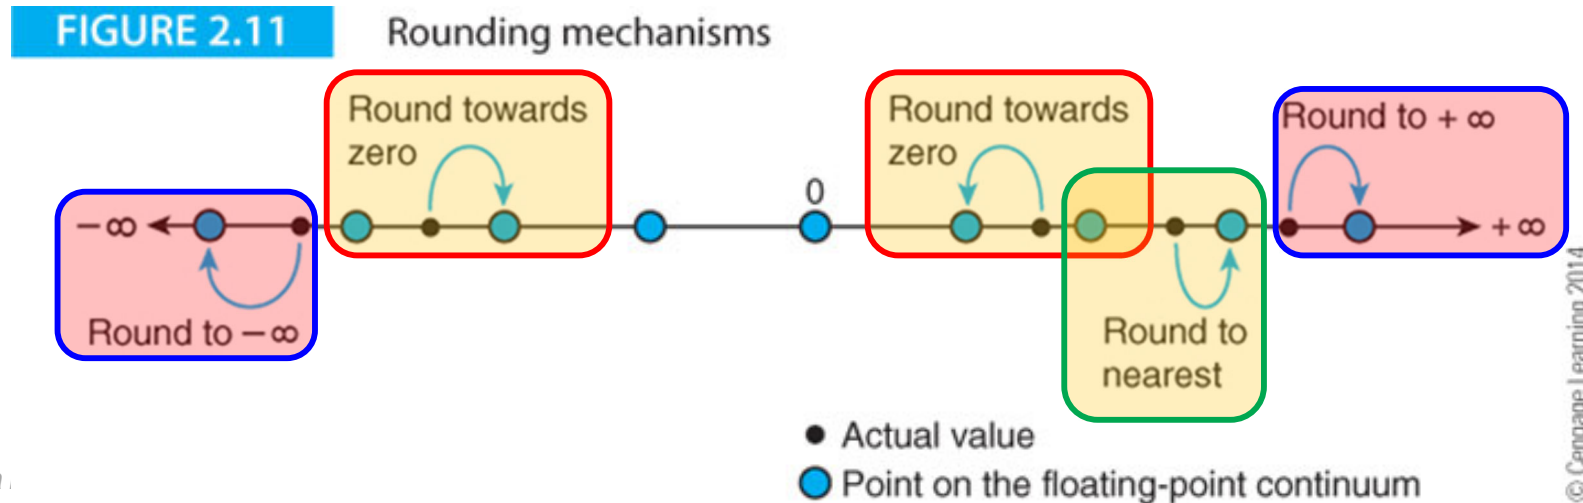 FIGURE 2.11 Rounding mechanisms
Round towards
zero
Round towards
zero
Round to + ∞
0
− ∞
+ ∞
Round to − ∞
Round to
nearest
Actual value
Point on the floating-point continuum
© Cengage Learning 2014